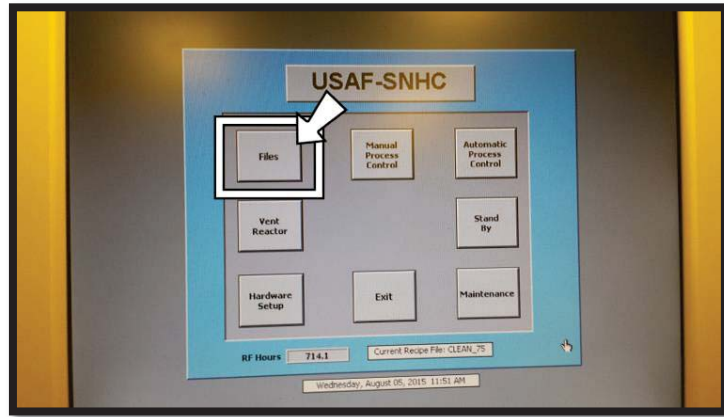 USAF-SNHC
Files
Manual
Process
Control
Automatic
Process
Control
Vent
Reactor
Stand
By
Hardware
Setup
Exit
Maintenance
RF Hours 714.1
Current Recipe File: CLEAN_75
Wednesday, August 05, 2015 11:51 AM